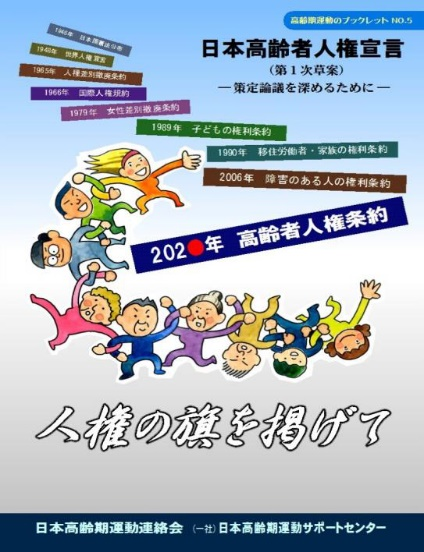 高齢期運動のブックレット NO.5
日本高齢者人権宣言
(第1次草案)
―策定論議を深めるために―
1946年 日本国憲法公布
1948年 世界人権宣言
1965年 人種差別撤廃条約
1966年 国際人権規約
1979年 女性差別撤廃条約
1989年 子どもの権利条約
1990年 移住労働者・家族の権利条約
2006年 障害のある人の権利条約
202●年 高齢者人権条約
人権の旗を掲げて
日本高齢期運動連絡会 (一社)日本高齢期運動サポートセンター